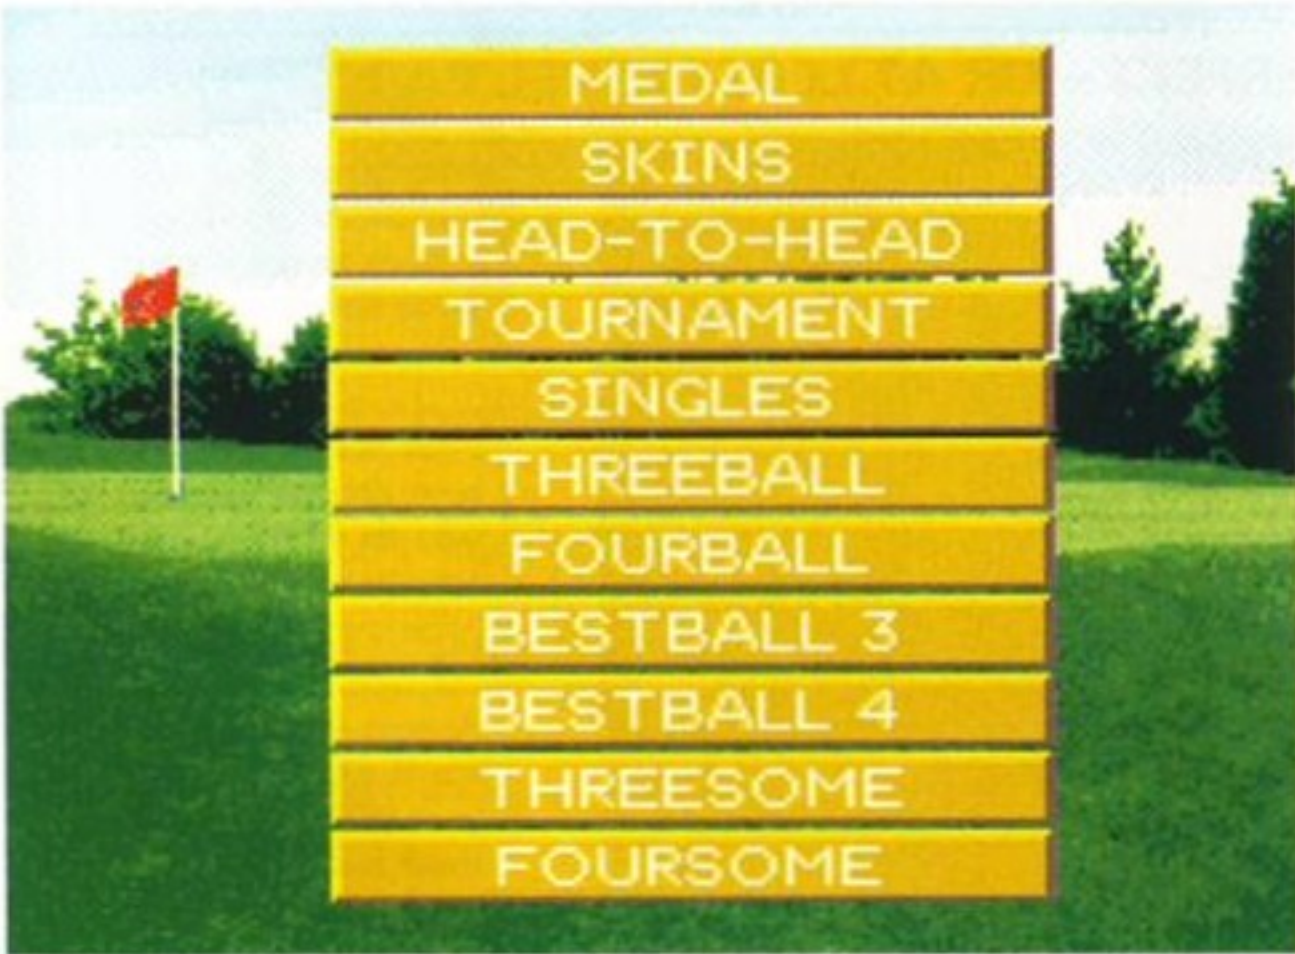 MEDAL
SKINS
HEAD-TO-HEAD
TOURNAMENT
SINGLES
THREEBALL
FOURBALL
BESTBALL 3
BESTBALL 4
THREESOME
FOURSOME